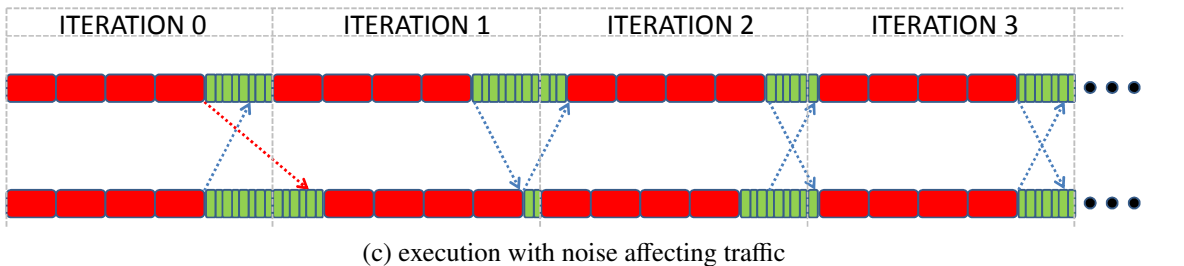 ITERATION 0 ITERATION 1 ITERATION 2 ITERATION 3
(c) execution with noise affecting traffic